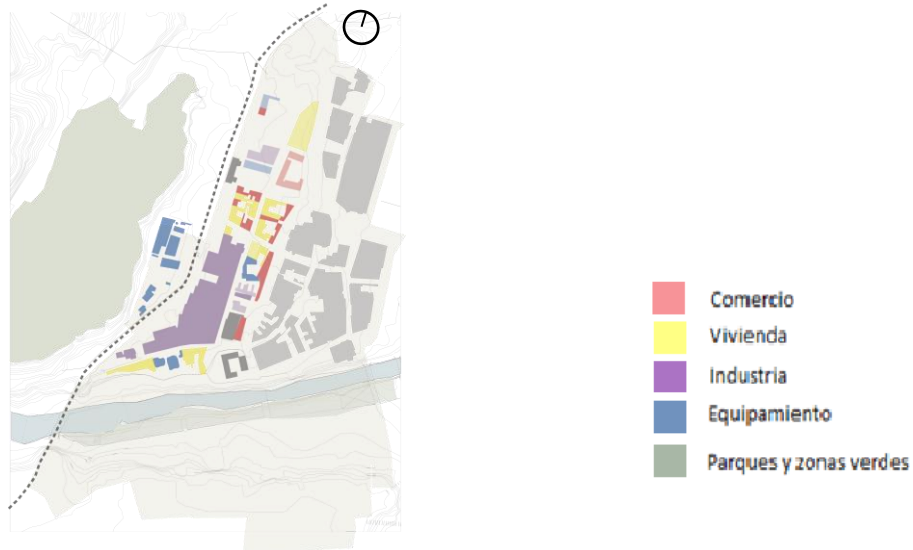 Comercio
Vivienda
Industria
Equipamiento
Parques y zonas verdes